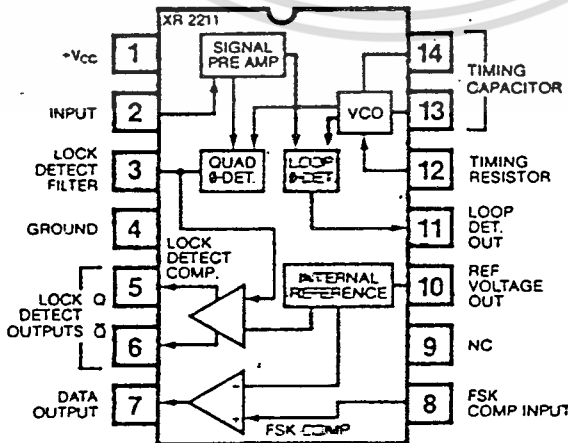 XR 2211
+Vcc
1
INPUT
2
LOCK
DETECT
FILTER
3
GROUND
4
LOCK
DETECT
OUTPUTS
Q
5
Q̅
6
DATA
OUTPUT
7
SIGNAL
PRE AMP
VCO
QUAD
φ-DET.
LOOP
φ-DET.
LOCK
DETECT
COMP.
INTERNAL
REFERENCE
−
+
FSK COMP
14
13
TIMING
CAPACITOR
12
TIMING
RESISTOR
11
LOOP
DET.
OUT
10
REF
VOLTAGE
OUT
9
NC
8
FSK
COMP INPUT